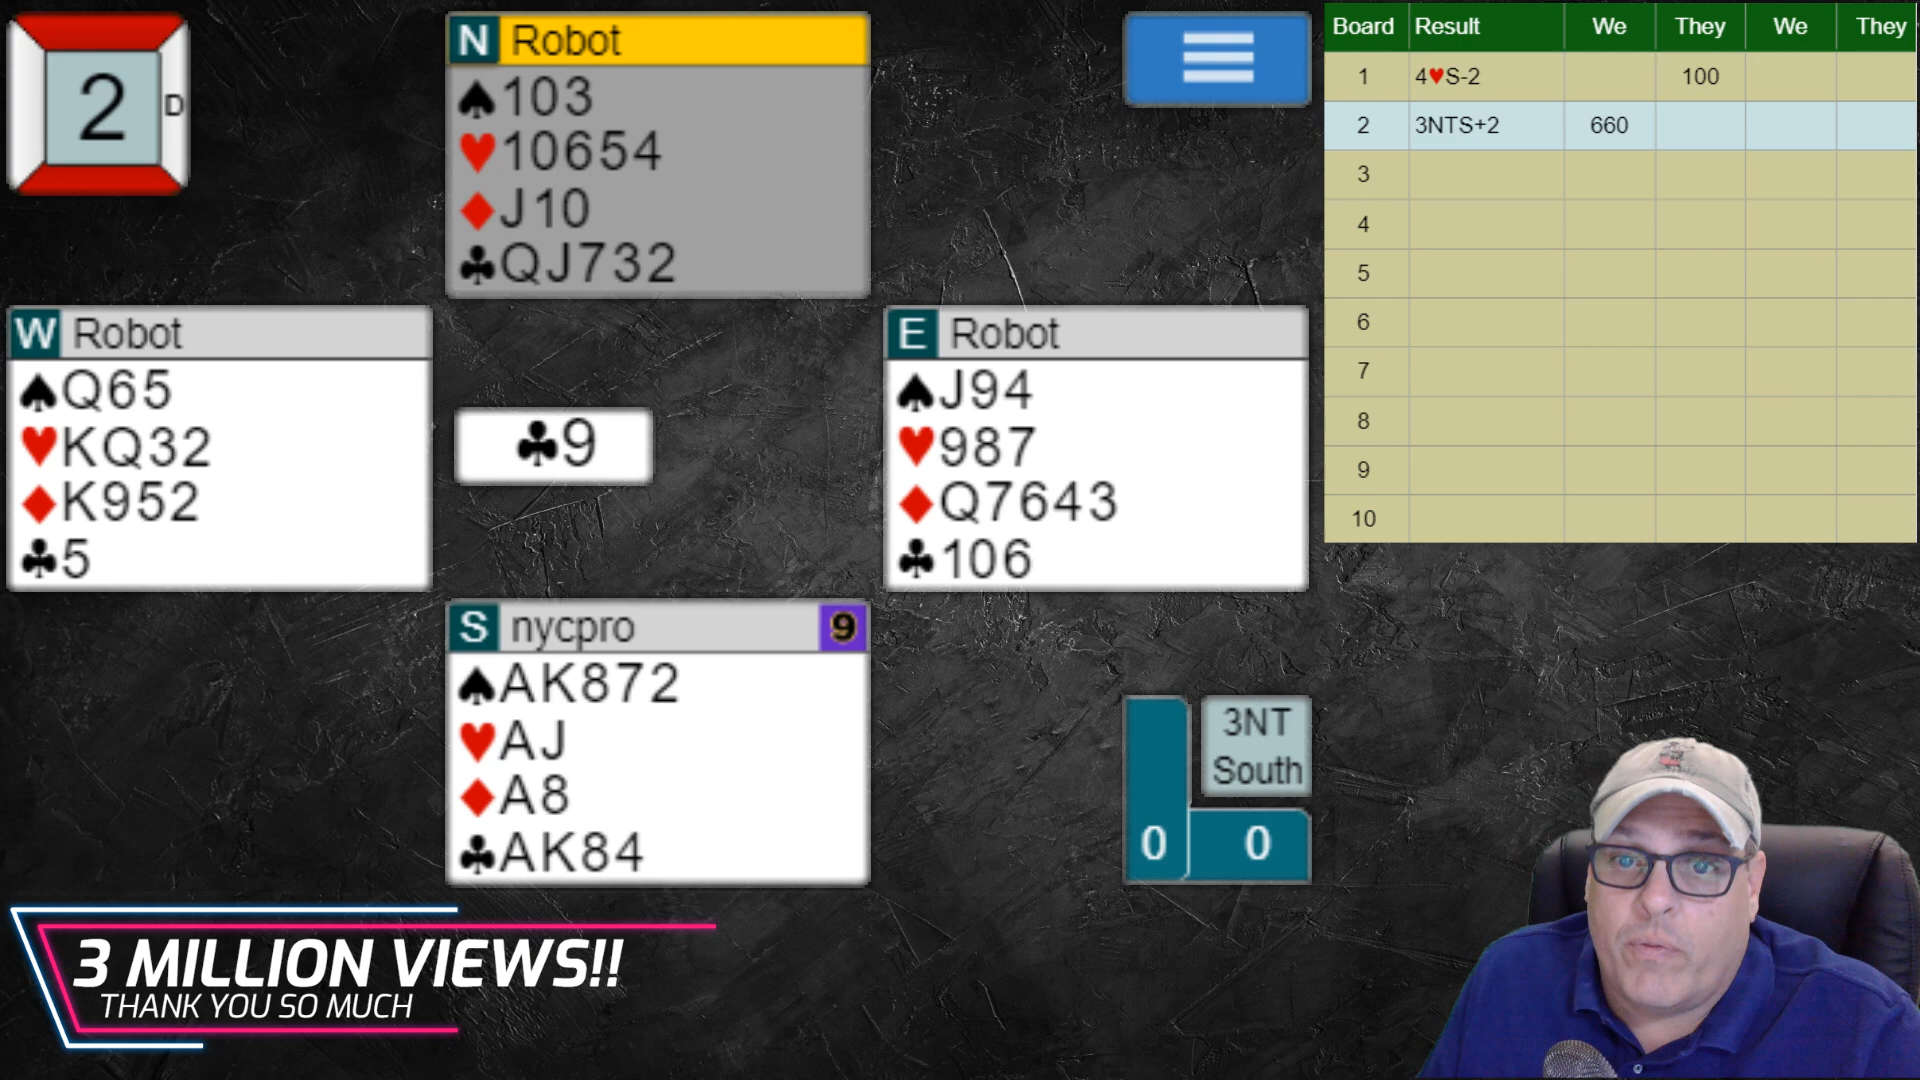 2 D
N Robot
♠103
♥10654
♦J10
♣QJ732
W Robot
♠Q65
♥KQ32
♦K952
♣5
♣9
E Robot
♠J94
♥987
♦Q7643
♣106
S nycpro 9
♠AK872
♥AJ
♦A8
♣AK84
3NT
South
0 0
Board Result We They We They
1 4♥S-2 100
2 3NTS+2 660
3
4
5
6
7
8
9
10
3 MILLION VIEWS!!
THANK YOU SO MUCH